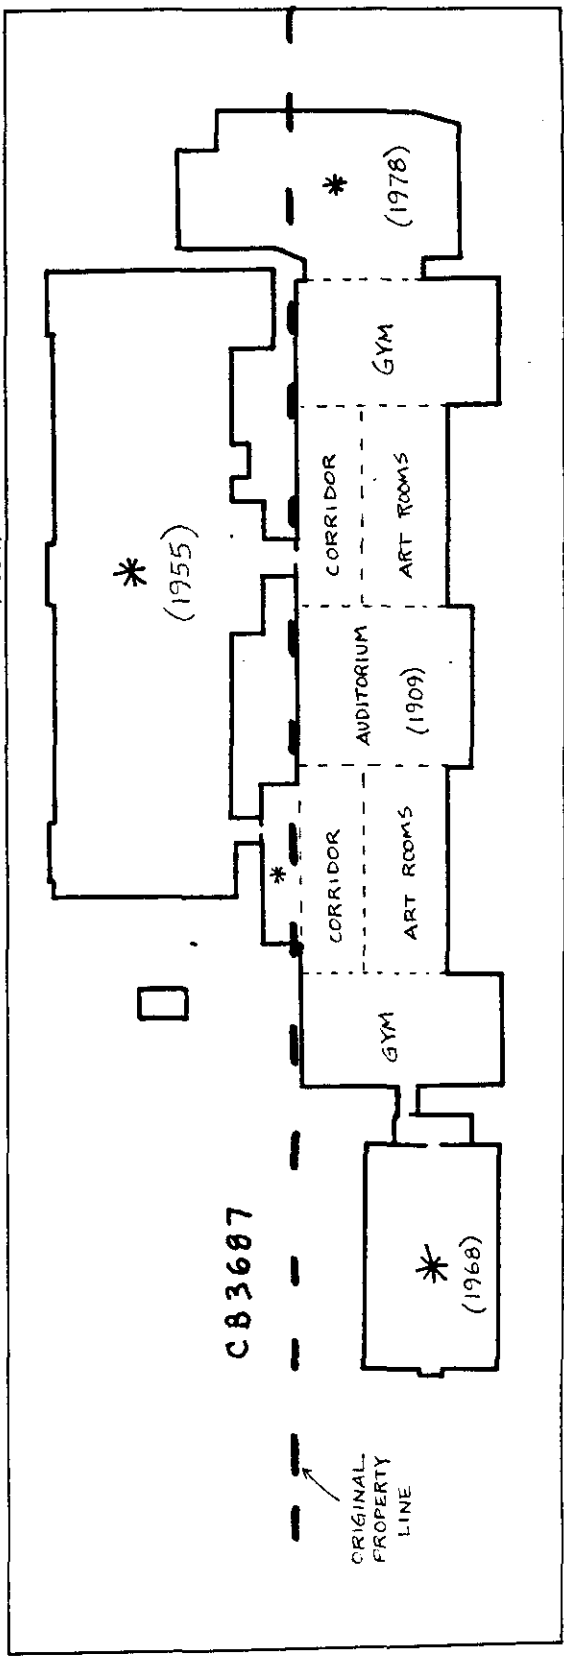 *
(1955)
CB3687
*
ORIGINAL
PROPERTY
LINE
*
(1968)
GYM
CORRIDOR
ART ROOMS
AUDITORIUM
(1909)
CORRIDOR
ART ROOMS
GYM
*
(1978)